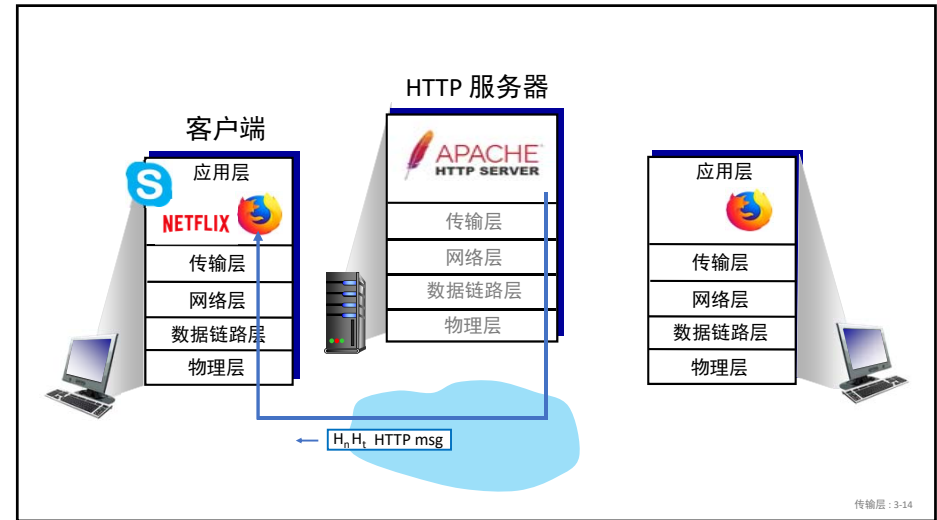 HTTP 服务器
APACHE
HTTP SERVER
传输层
网络层
数据链路层
物理层
客户端
S
应用层
NETFLIX
传输层
网络层
数据链路层
物理层
应用层
传输层
网络层
数据链路层
物理层
HnHt HTTP msg
传输层 : 3-14